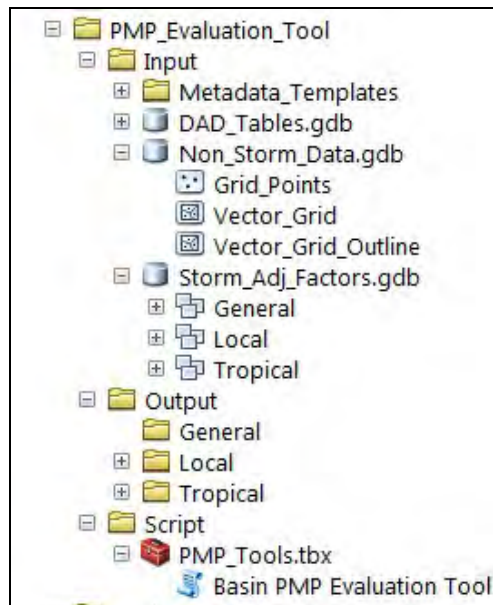 PMP_Evaluation_Tool
Input
Metadata_Templates
DAD_Tables.gdb
Non_Storm_Data.gdb
Grid_Points
Vector_Grid
Vector_Grid_Outline
Storm_Adj_Factors.gdb
General
Local
Tropical
Output
General
Local
Tropical
Script
PMP_Tools.tbx
Basin PMP Evaluation Tool